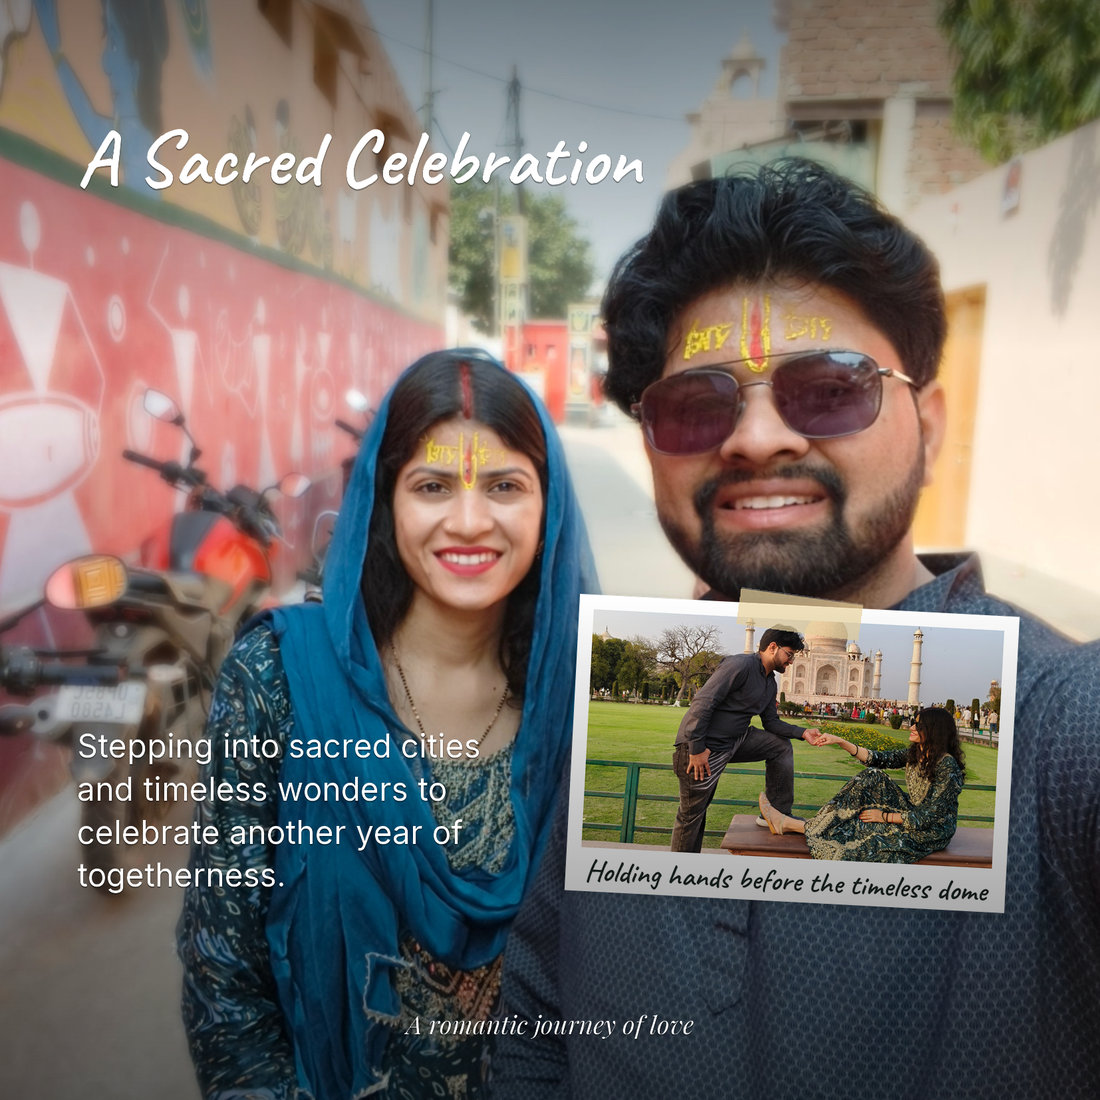 A Sacred Celebration
Stepping into sacred cities
and timeless wonders to
celebrate another year of
togetherness.
Holding hands before the timeless dome
A romantic journey of love